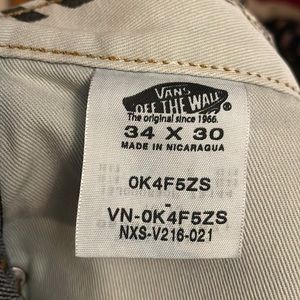 VANS
"OFF THE WALL"
The original since 1966.
34 X 30
MADE IN NICARAGUA
0K4F5ZS
-
VN-0K4F5ZS
NXS-V216-021